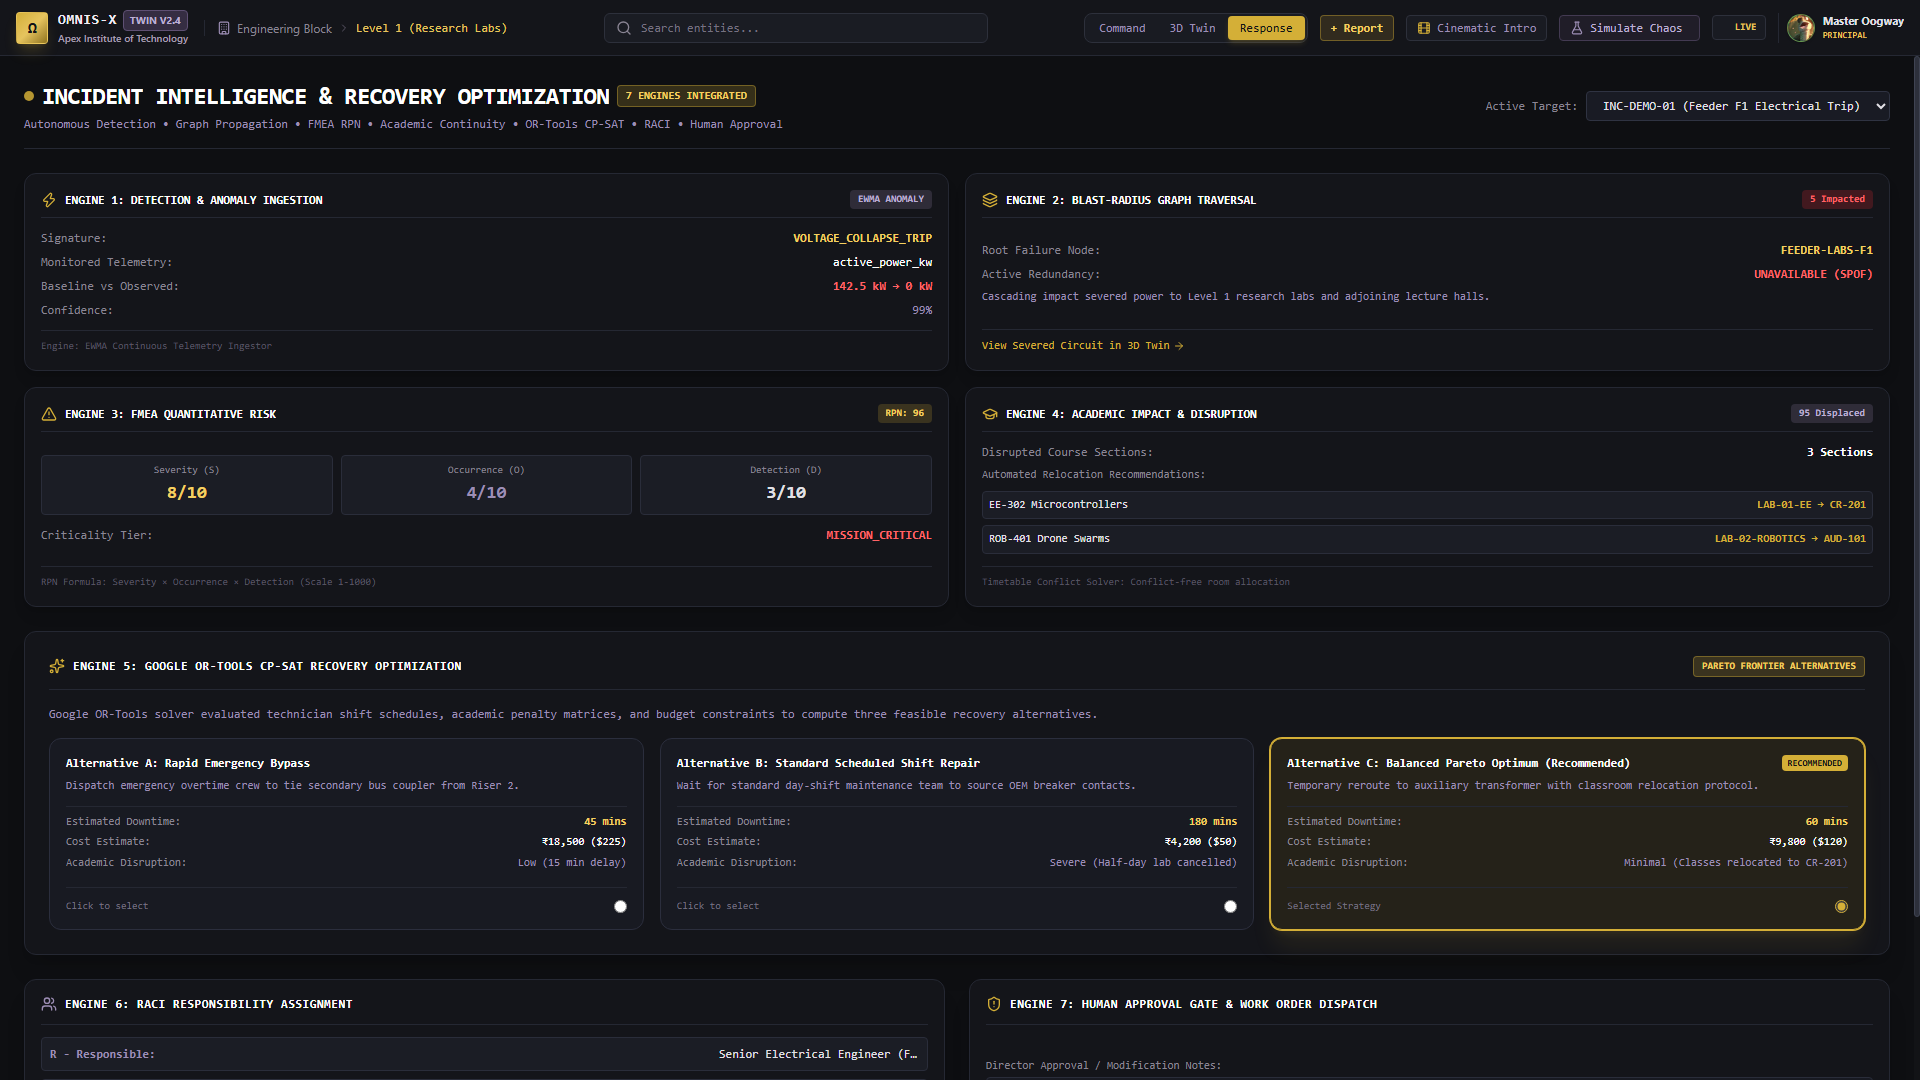 Ω
OMNIS-X TWIN V2.4
Apex Institute of Technology
Engineering Block > Level 1 (Research Labs)
Search entities...
Command 3D Twin Response
+ Report
Cinematic Intro
Simulate Chaos
LIVE
Master Oogway
PRINCIPAL
INCIDENT INTELLIGENCE & RECOVERY OPTIMIZATION 7 ENGINES INTEGRATED
Autonomous Detection • Graph Propagation • FMEA RPN • Academic Continuity • OR-Tools CP-SAT • RACI • Human Approval
Active Target: INC-DEMO-01 (Feeder F1 Electrical Trip)
ENGINE 1: DETECTION & ANOMALY INGESTION EWMA ANOMALY
Signature: VOLTAGE_COLLAPSE_TRIP
Monitored Telemetry: active_power_kw
Baseline vs Observed: 142.5 kW → 0 kW
Confidence: 99%
Engine: EWMA Continuous Telemetry Ingestor
ENGINE 2: BLAST-RADIUS GRAPH TRAVERSAL 5 Impacted
Root Failure Node: FEEDER-LABS-F1
Active Redundancy: UNAVAILABLE (SPOF)
Cascading impact severed power to Level 1 research labs and adjoining lecture halls.
View Severed Circuit in 3D Twin →
ENGINE 3: FMEA QUANTITATIVE RISK RPN: 96
Severity (S) Occurrence (O) Detection (D)
8/10 4/10 3/10
Criticality Tier: MISSION_CRITICAL
RPN Formula: Severity × Occurrence × Detection (Scale 1-1000)
ENGINE 4: ACADEMIC IMPACT & DISRUPTION 95 Displaced
Disrupted Course Sections: 3 Sections
Automated Relocation Recommendations:
EE-302 Microcontrollers LAB-01-EE → CR-201
ROB-401 Drone Swarms LAB-02-ROBOTICS → AUD-101
Timetable Conflict Solver: Conflict-free room allocation
ENGINE 5: GOOGLE OR-TOOLS CP-SAT RECOVERY OPTIMIZATION PARETO FRONTIER ALTERNATIVES
Google OR-Tools solver evaluated technician shift schedules, academic penalty matrices, and budget constraints to compute three feasible recovery alternatives.
Alternative A: Rapid Emergency Bypass
Dispatch emergency overtime crew to tie secondary bus coupler from Riser 2.
Estimated Downtime: 45 mins
Cost Estimate: ₹18,500 ($225)
Academic Disruption: Low (15 min delay)
Click to select
Alternative B: Standard Scheduled Shift Repair
Wait for standard day-shift maintenance team to source OEM breaker contacts.
Estimated Downtime: 180 mins
Cost Estimate: ₹4,200 ($50)
Academic Disruption: Severe (Half-day lab cancelled)
Click to select
Alternative C: Balanced Pareto Optimum (Recommended) RECOMMENDED
Temporary reroute to auxiliary transformer with classroom relocation protocol.
Estimated Downtime: 60 mins
Cost Estimate: ₹9,800 ($120)
Academic Disruption: Minimal (Classes relocated to CR-201)
Selected Strategy
ENGINE 6: RACI RESPONSIBILITY ASSIGNMENT
R - Responsible: Senior Electrical Engineer (F…
ENGINE 7: HUMAN APPROVAL GATE & WORK ORDER DISPATCH
Director Approval / Modification Notes: